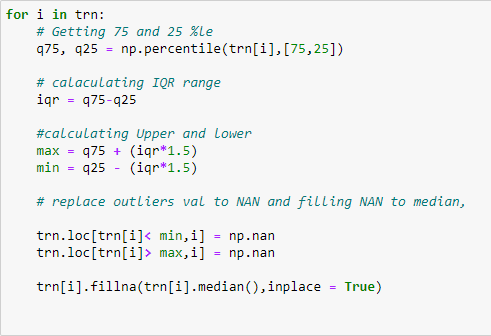 for i in trn:
    # Getting 75 and 25 %le
    q75, q25 = np.percentile(trn[i],[75,25])
    # calaculating IQR range
    iqr = q75-q25
    #calculating Upper and lower
    max = q75 + (iqr*1.5)
    min = q25 - (iqr*1.5)
    # replace outliers val to NAN and filling NAN to median,
    trn.loc[trn[i]< min,i] = np.nan
    trn.loc[trn[i]> max,i] = np.nan
    trn[i].fillna(trn[i].median(),inplace = True)